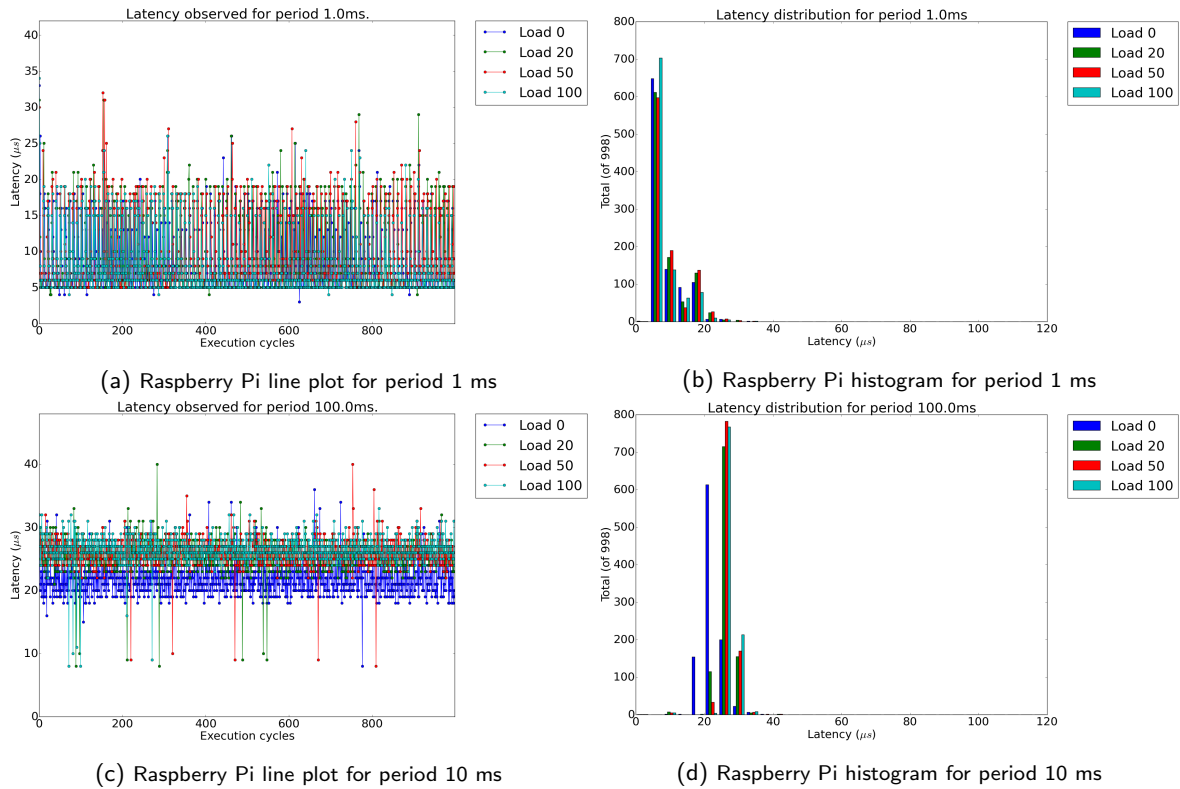 Latency observed for period 1.0ms.
40
35
30
25
20
15
10
5
0
Latency (µs)
0 200 400 600 800
Execution cycles
Load 0
Load 20
Load 50
Load 100
(a) Raspberry Pi line plot for period 1 ms
Latency distribution for period 1.0ms
800
700
600
500
400
300
200
100
0
Total (of 998)
0 20 40 60 80 100 120
Latency (µs)
Load 0
Load 20
Load 50
Load 100
(b) Raspberry Pi histogram for period 1 ms
Latency observed for period 100.0ms.
40
30
20
10
0
Latency (µs)
0 200 400 600 800
Execution cycles
Load 0
Load 20
Load 50
Load 100
(c) Raspberry Pi line plot for period 10 ms
Latency distribution for period 100.0ms
800
700
600
500
400
300
200
100
0
Total (of 998)
0 20 40 60 80 100 120
Latency (µs)
Load 0
Load 20
Load 50
Load 100
(d) Raspberry Pi histogram for period 10 ms